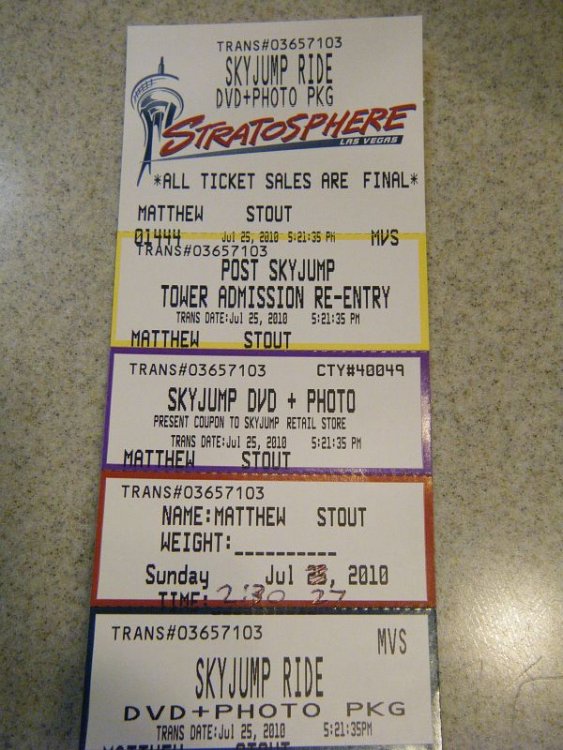 TRANS#03657103
SKYJUMP RIDE
DVD+PHOTO PKG
STRATOSPHERE
LAS VEGAS
*ALL TICKET SALES ARE FINAL*
MATTHEW STOUT
01444 Jul 25, 2010 5:21:35 PM MVS
TRANS#03657103
POST SKYJUMP
TOWER ADMISSION RE-ENTRY
TRANS DATE:Jul 25, 2010 5:21:35 PM
MATTHEW STOUT
TRANS#03657103 CTY#40049
SKYJUMP DVD + PHOTO
PRESENT COUPON TO SKYJUMP RETAIL STORE
TRANS DATE:Jul 25, 2010 5:21:35 PM
MATTHEW STOUT
TRANS#03657103
NAME:MATTHEW STOUT
WEIGHT:__________
Sunday Jul 25, 2010
TIME: 2:30 27
TRANS#03657103 MVS
SKYJUMP RIDE
DVD+PHOTO PKG
TRANS DATE:Jul 25, 2010 5:21:35PM
MATTHEW STOUT